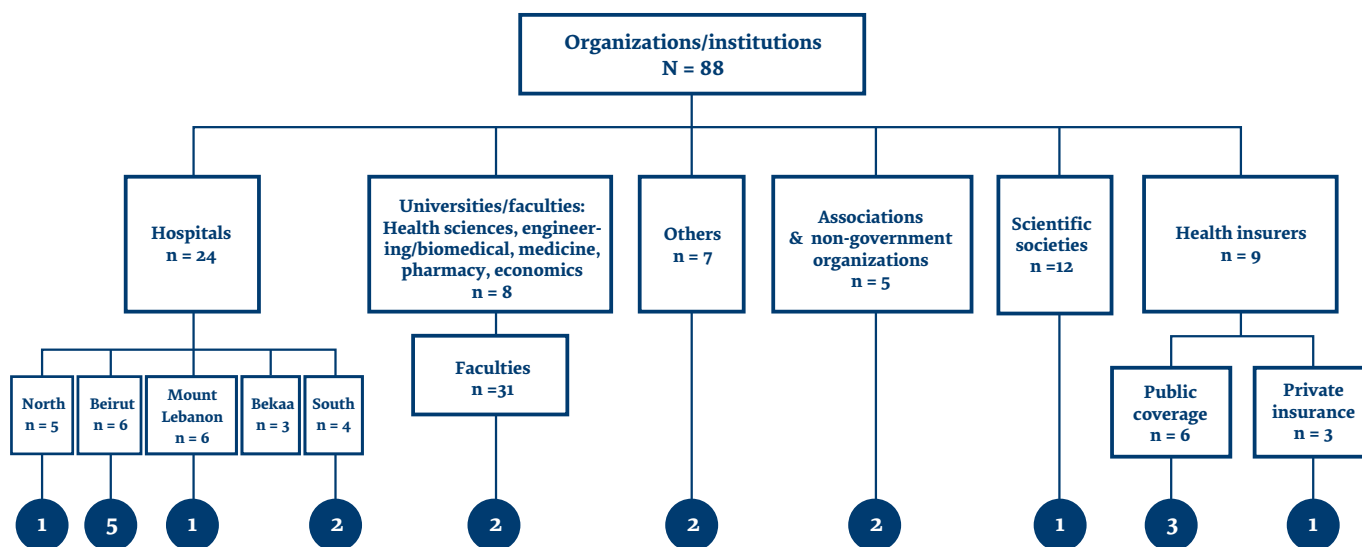 Organizations/institutions
N = 88
Hospitals
n = 24
Universities/faculties:
Health sciences, engineer-
ing/biomedical, medicine,
pharmacy, economics
n = 8
Others
n = 7
Associations
& non-government
organizations
n = 5
Scientific
societies
n =12
Health insurers
n = 9
North
n = 5
Beirut
n = 6
Mount
Lebanon
n = 6
Bekaa
n = 3
South
n = 4
Faculties
n =31
Public
coverage
n = 6
Private
insurance
n = 3
1
5
1
2
2
2
2
1
3
1